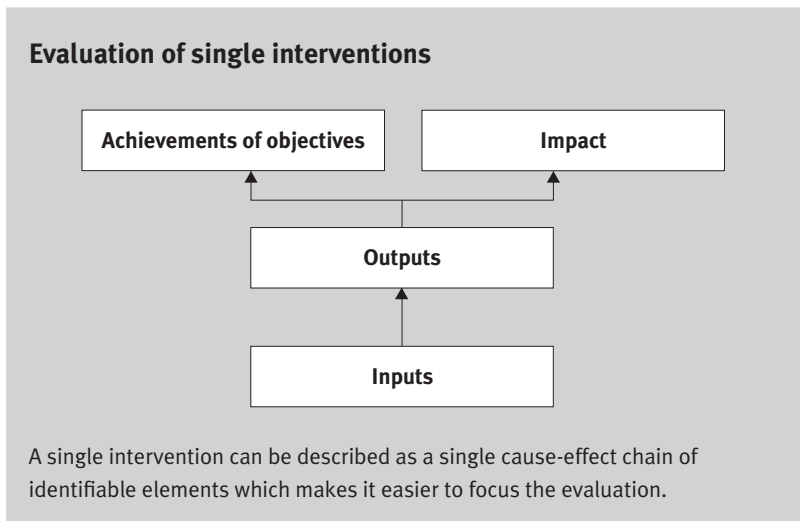 Evaluation of single interventions
Achievements of objectives
Impact
Outputs
Inputs
A single intervention can be described as a single cause-effect chain of
identifiable elements which makes it easier to focus the evaluation.